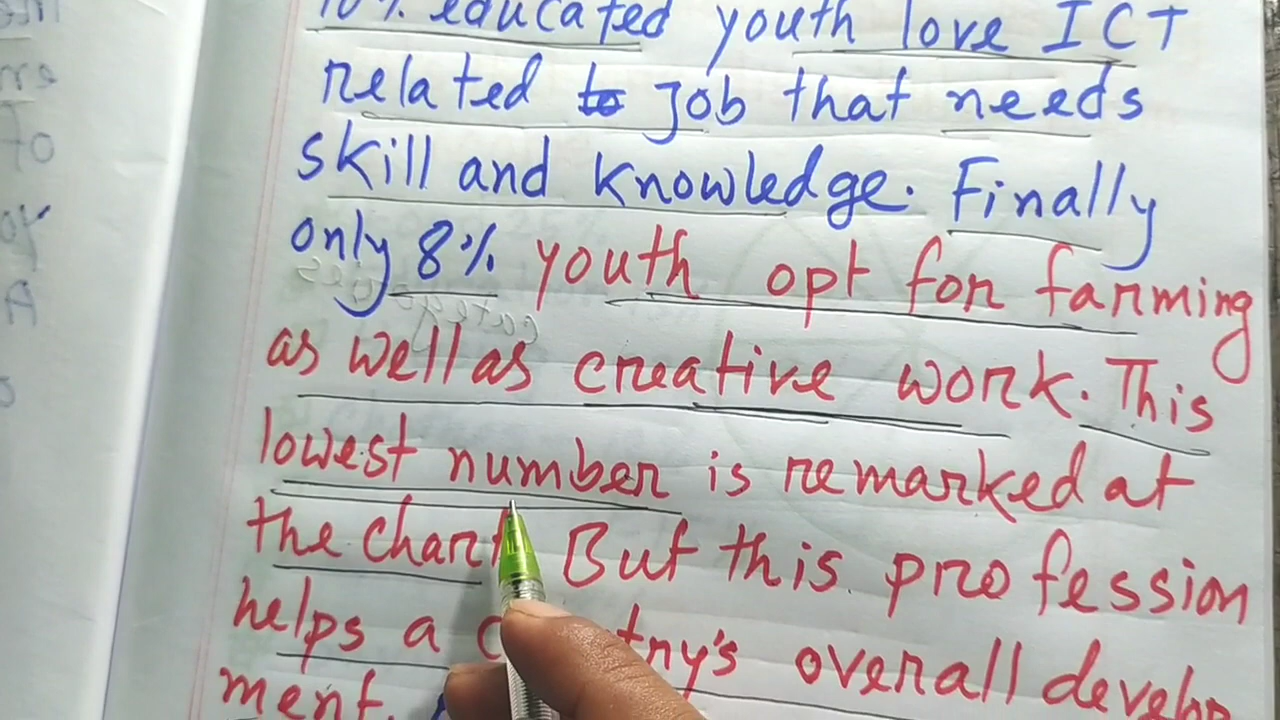 10% educated youth love ICT
related to job that needs
skill and knowledge. Finally
only 8% youth opt for farming
as well as creative work. This
lowest number is remarked at
the chart. But this profession
helps a country's overall develop
ment.